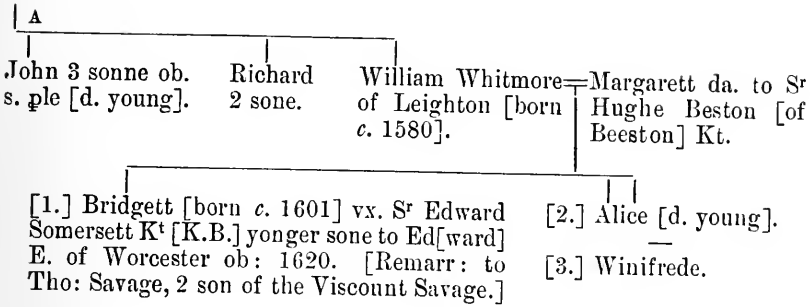 A
John 3 sonne ob.
s. ple [d. young].
Richard
2 sone.
William Whitmore
of Leighton [born
c. 1580].
Margarett da. to Sʳ
Hughe Beston [of
Beeston] Kt.
[1.] Bridgett [born c. 1601] vx. Sʳ Edward
Somersett Kᵗ [K.B.] yonger sone to Ed[ward]
E. of Worcester ob: 1620. [Remarr: to
Tho: Savage, 2 son of the Viscount Savage.]
[2.] Alice [d. young].
[3.] Winifrede.